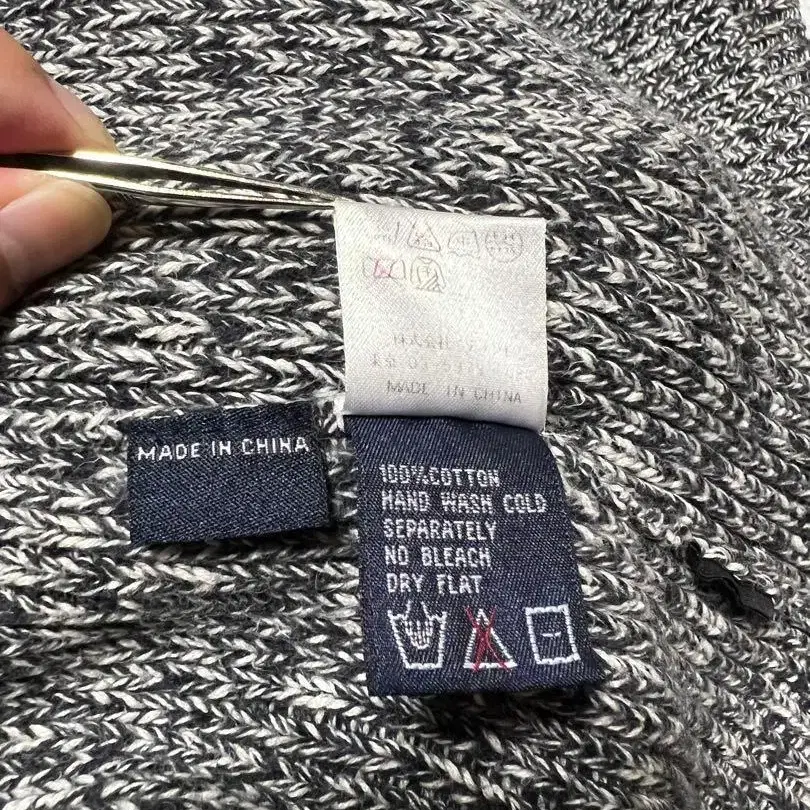 MADE IN CHINA
MADE IN CHINA
100%COTTON
HAND WASH COLD
SEPARATELY
NO BLEACH
DRY FLAT